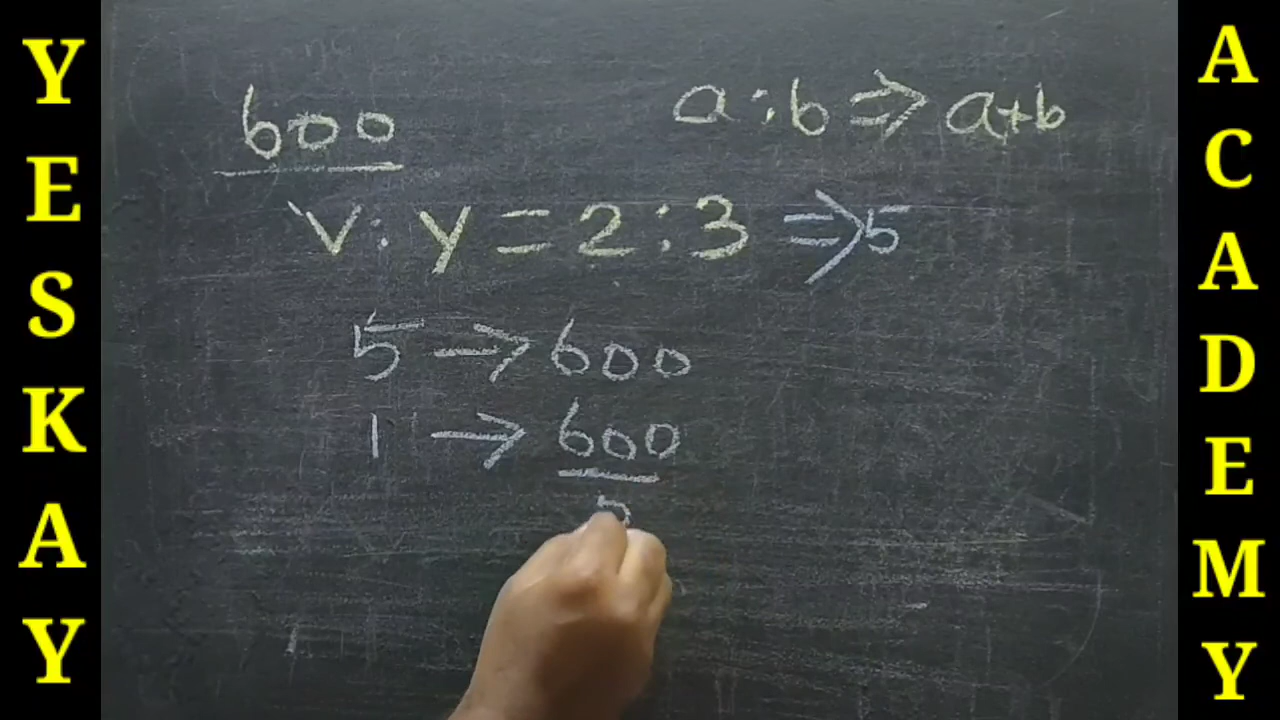 YESKAY
600
a:b ⇒ a+b
V:y = 2:3 ⇒ 5
5 → 600
1 → 600
ACADEMY